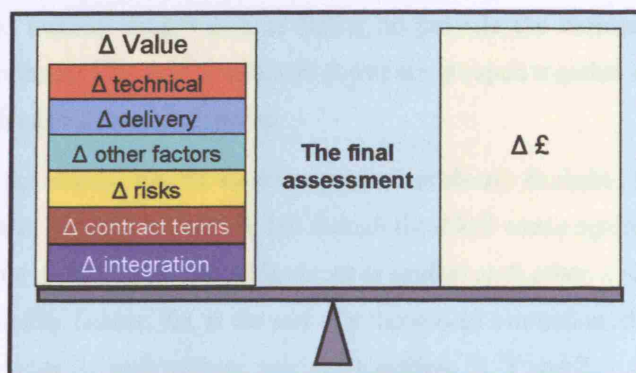 Δ Value
Δ technical
Δ delivery
Δ other factors
Δ risks
Δ contract terms
Δ integration
The final
assessment
Δ £